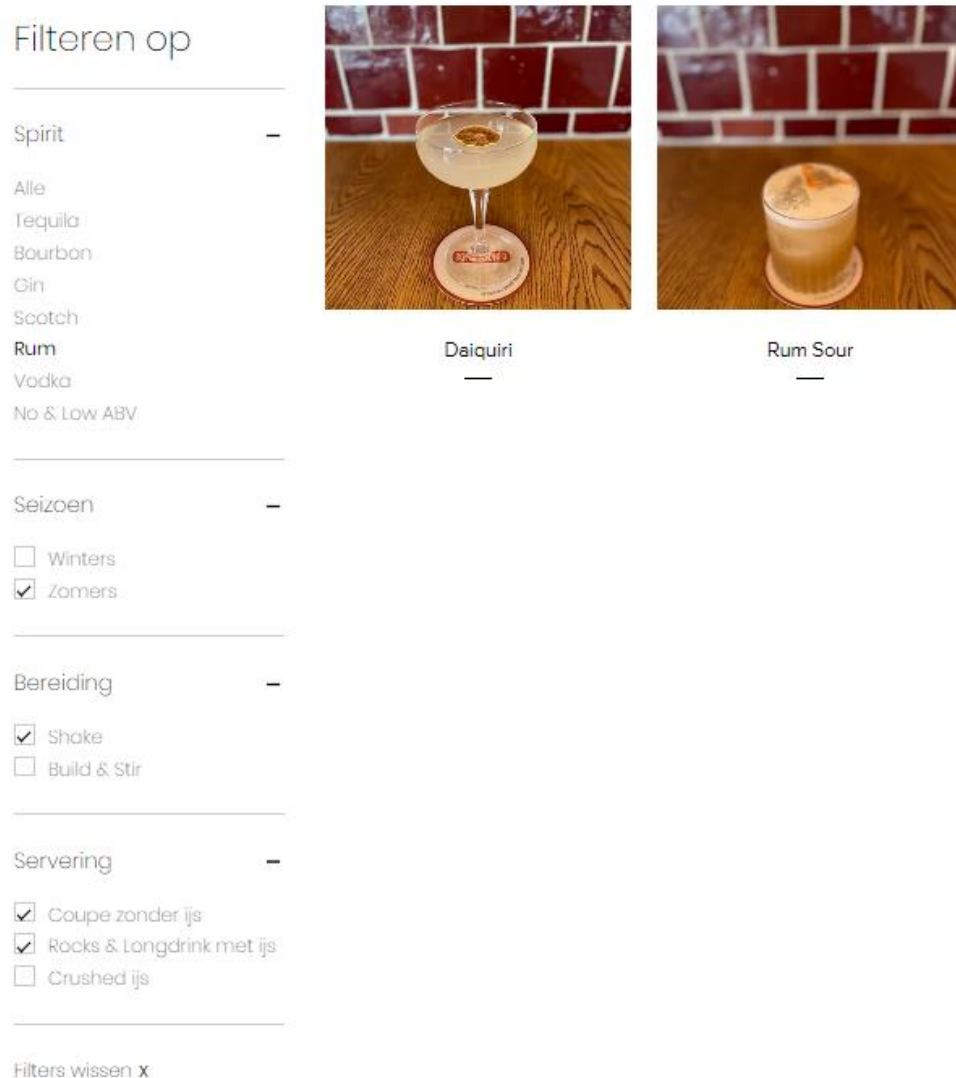 Filteren op
Spirit
Alle
Tequila
Bourbon
Gin
Scotch
Rum
Vodka
No & Low ABV
Seizoen
Winters
Zomers
Bereiding
Shake
Build & Stir
Servering
Coupe zonder ijs
Rocks & Longdrink met ijs
Crushed ijs
Filters wissen x
Daiquiri
Rum Sour